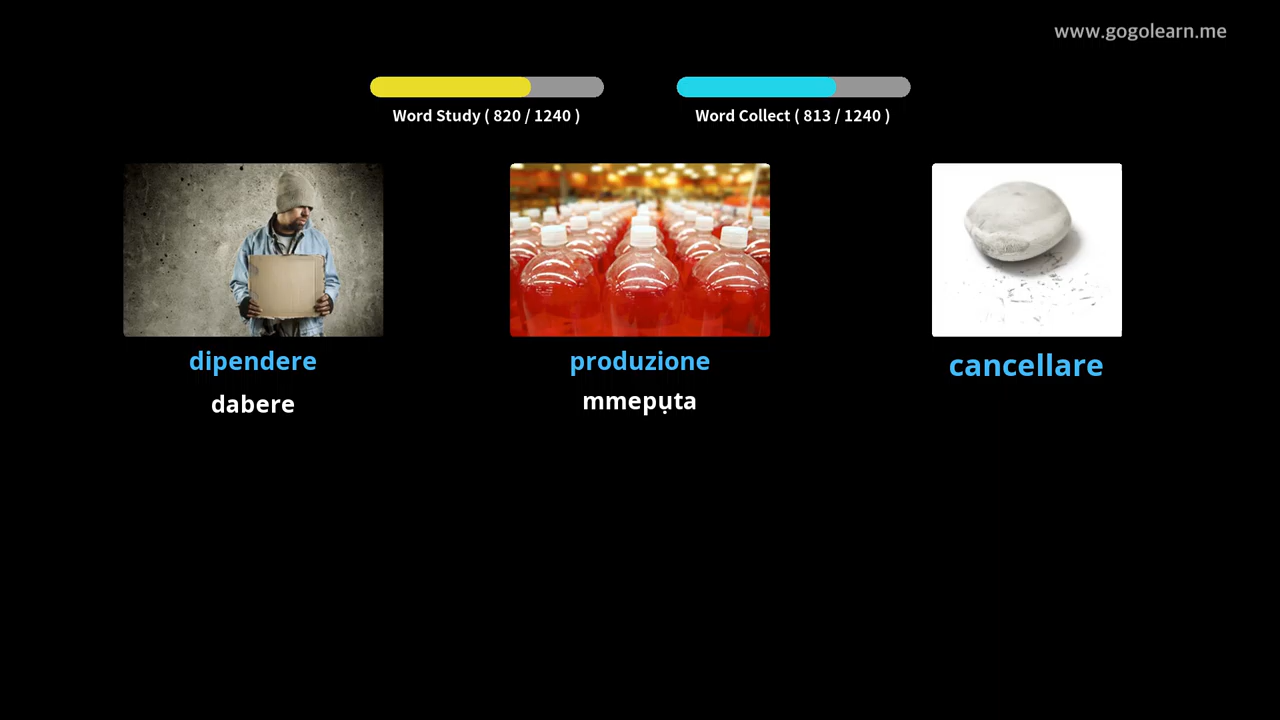 www.gogolearn.me
Word Study ( 820 / 1240 )
Word Collect ( 813 / 1240 )
dipendere
dabere
produzione
mmepụta
cancellare